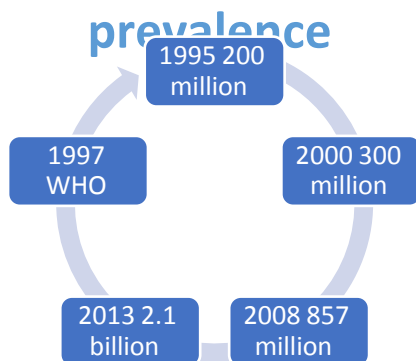 prevalence
1995 200
million
2000 300
million
2008 857
million
2013 2.1
billion
1997
WHO